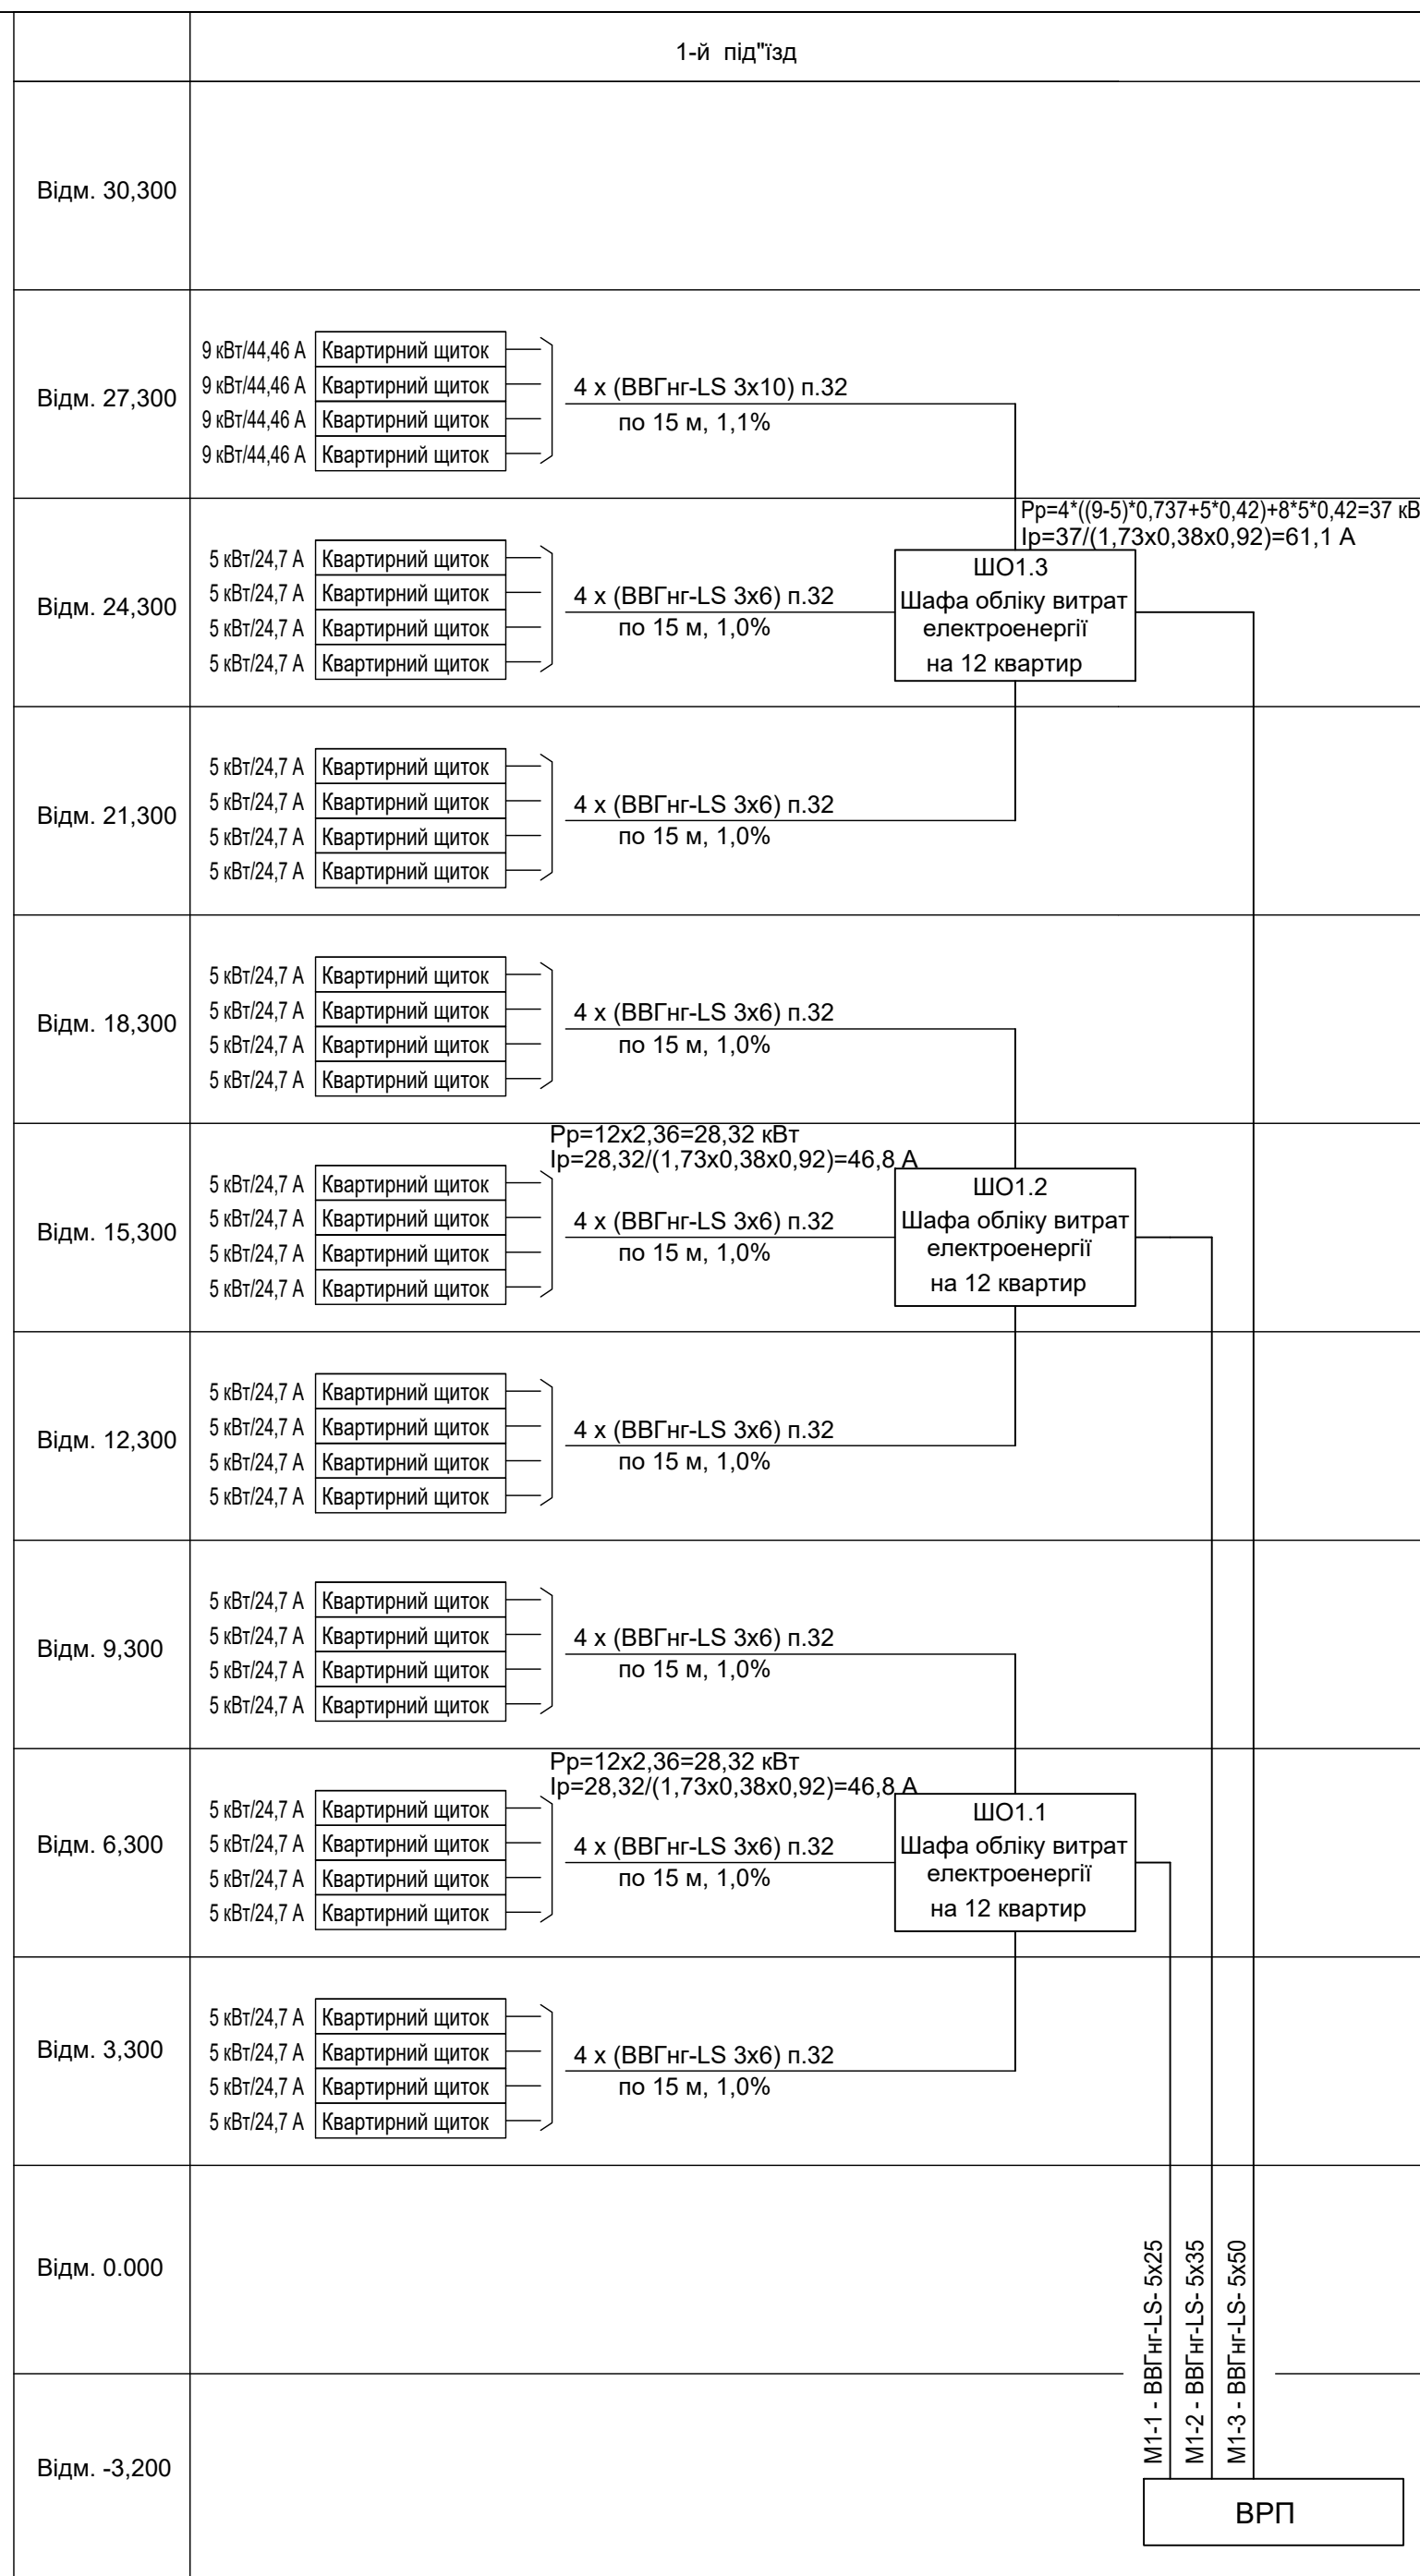 1-й під"їзд
Відм. 30,300
Відм. 27,300
9 кВт/44,46 А Квартирний щиток
9 кВт/44,46 А Квартирний щиток
9 кВт/44,46 А Квартирний щиток
9 кВт/44,46 А Квартирний щиток
4 х (ВВГнг-LS 3х10) п.32
по 15 м, 1,1%
Рр=4*((9-5)*0,737+5*0,42)+8*5*0,42=37 кВ
Ір=37/(1,73х0,38х0,92)=61,1 А
Відм. 24,300
5 кВт/24,7 А Квартирний щиток
5 кВт/24,7 А Квартирний щиток
5 кВт/24,7 А Квартирний щиток
5 кВт/24,7 А Квартирний щиток
4 х (ВВГнг-LS 3х6) п.32
по 15 м, 1,0%
ШО1.3
Шафа обліку витрат
електроенергії
на 12 квартир
Відм. 21,300
5 кВт/24,7 А Квартирний щиток
5 кВт/24,7 А Квартирний щиток
5 кВт/24,7 А Квартирний щиток
5 кВт/24,7 А Квартирний щиток
4 х (ВВГнг-LS 3х6) п.32
по 15 м, 1,0%
Відм. 18,300
5 кВт/24,7 А Квартирний щиток
5 кВт/24,7 А Квартирний щиток
5 кВт/24,7 А Квартирний щиток
5 кВт/24,7 А Квартирний щиток
4 х (ВВГнг-LS 3х6) п.32
по 15 м, 1,0%
Рр=12х2,36=28,32 кВт
Ір=28,32/(1,73х0,38х0,92)=46,8 А
Відм. 15,300
5 кВт/24,7 А Квартирний щиток
5 кВт/24,7 А Квартирний щиток
5 кВт/24,7 А Квартирний щиток
5 кВт/24,7 А Квартирний щиток
4 х (ВВГнг-LS 3х6) п.32
по 15 м, 1,0%
ШО1.2
Шафа обліку витрат
електроенергії
на 12 квартир
Відм. 12,300
5 кВт/24,7 А Квартирний щиток
5 кВт/24,7 А Квартирний щиток
5 кВт/24,7 А Квартирний щиток
5 кВт/24,7 А Квартирний щиток
4 х (ВВГнг-LS 3х6) п.32
по 15 м, 1,0%
Відм. 9,300
5 кВт/24,7 А Квартирний щиток
5 кВт/24,7 А Квартирний щиток
5 кВт/24,7 А Квартирний щиток
5 кВт/24,7 А Квартирний щиток
4 х (ВВГнг-LS 3х6) п.32
по 15 м, 1,0%
Рр=12х2,36=28,32 кВт
Ір=28,32/(1,73х0,38х0,92)=46,8 А
Відм. 6,300
5 кВт/24,7 А Квартирний щиток
5 кВт/24,7 А Квартирний щиток
5 кВт/24,7 А Квартирний щиток
5 кВт/24,7 А Квартирний щиток
4 х (ВВГнг-LS 3х6) п.32
по 15 м, 1,0%
ШО1.1
Шафа обліку витрат
електроенергії
на 12 квартир
Відм. 3,300
5 кВт/24,7 А Квартирний щиток
5 кВт/24,7 А Квартирний щиток
5 кВт/24,7 А Квартирний щиток
5 кВт/24,7 А Квартирний щиток
4 х (ВВГнг-LS 3х6) п.32
по 15 м, 1,0%
Відм. 0.000
М1-1 - ВВГнг-LS- 5х25
М1-2 - ВВГнг-LS- 5х35
М1-3 - ВВГнг-LS- 5х50
Відм. -3,200
ВРП